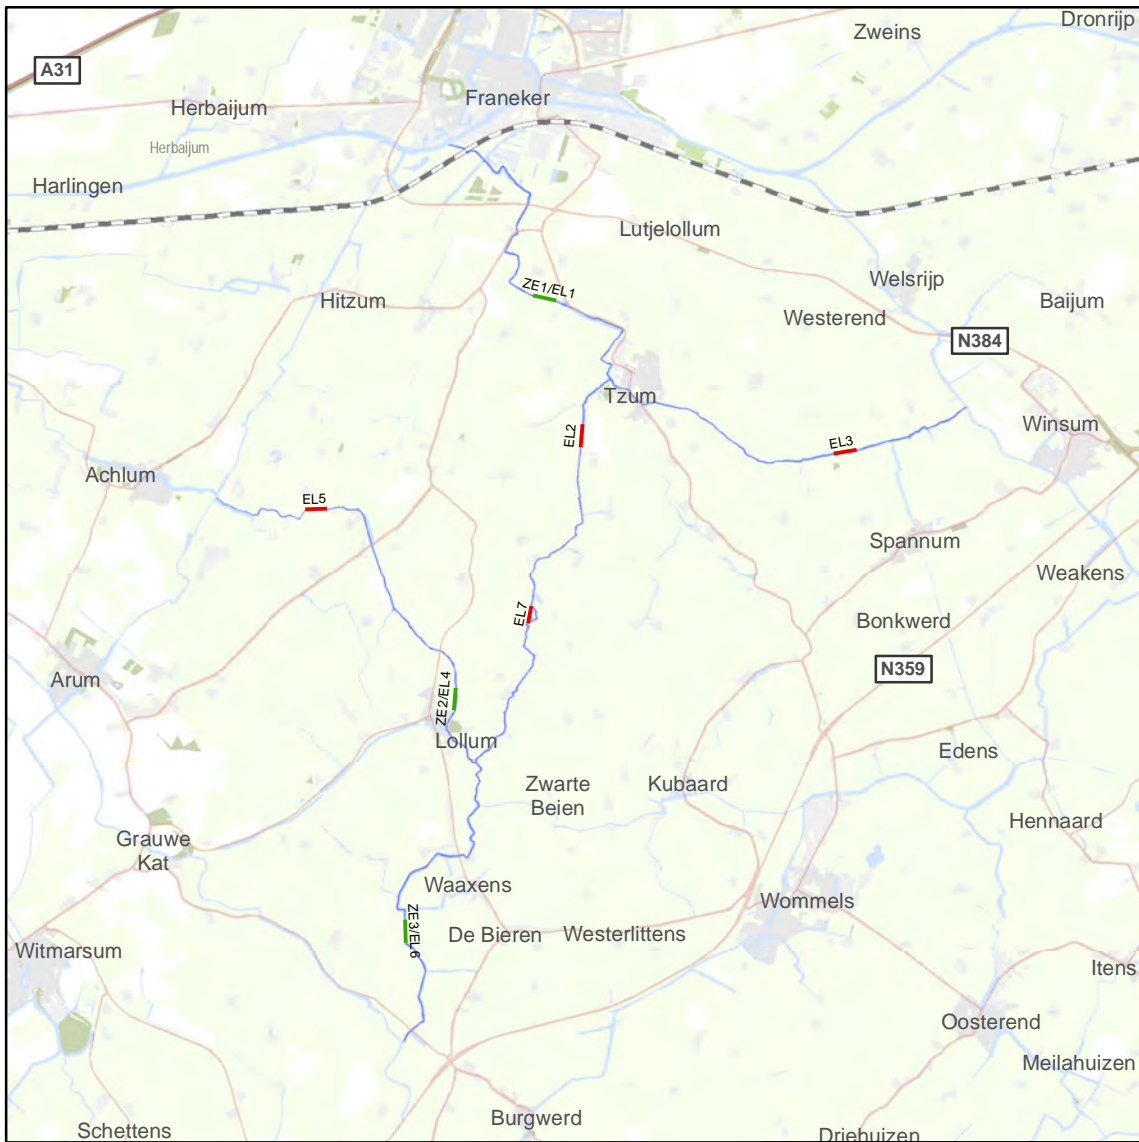 Dronrijp
Zweins
A31
Franeker
Herbaijum
Herbaijum
Harlingen
Lutjelollum
Welsrijp
Baijum
Hitzum
ZE1/EL1
Westerend
N384
Tzum
Winsum
EL2
EL3
Achlum
EL5
Spannum
Weakens
EL7
Bonkwerd
N359
Arum
ZE2/EL4
Lollum
Edens
Zwarte
Beien
Kubaard
Hennaard
Grauwe
Kat
Waaxens
Wommels
ZE3/EL6
De Bieren
Westerlittens
Witmarsum
Itens
Oosterend
Meilahuizen
Burgwerd
Schettens
Driehuizen